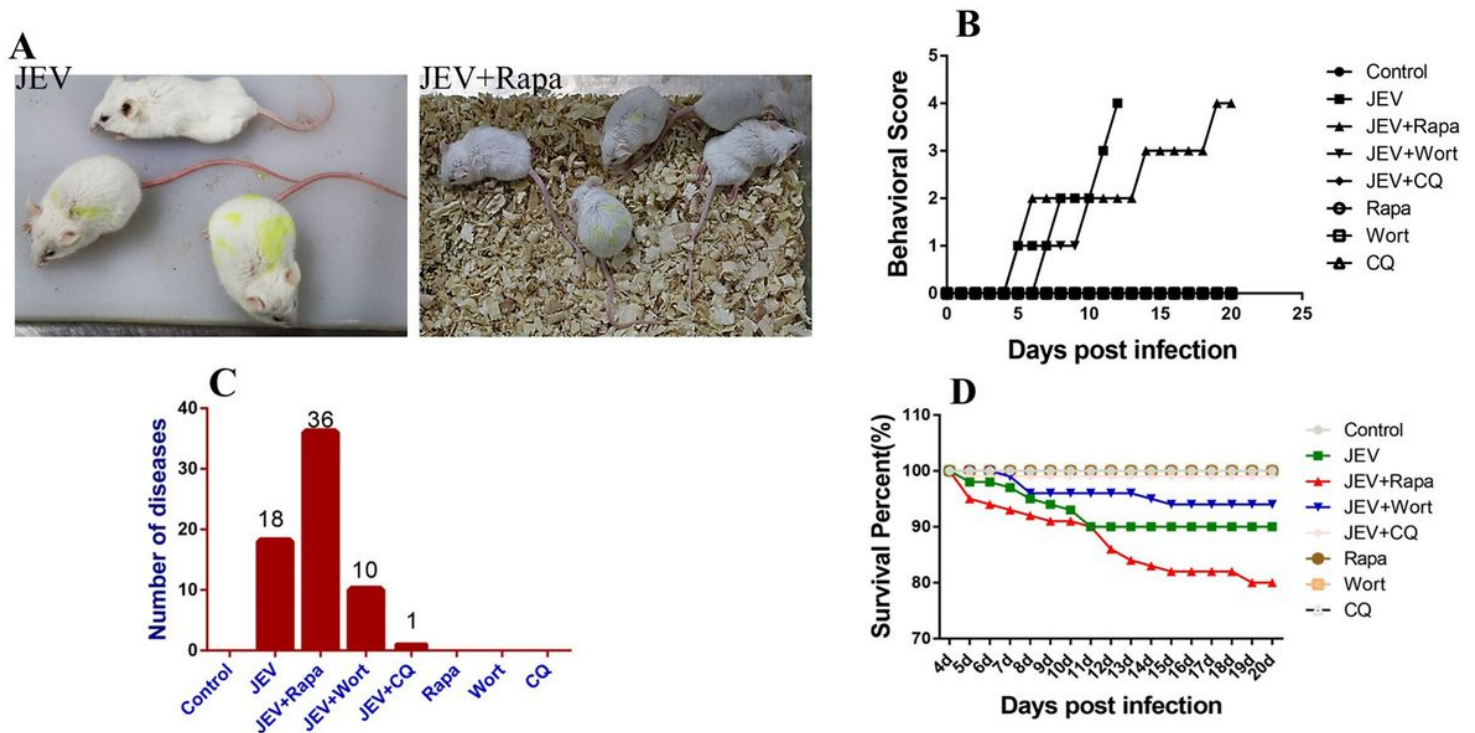 A
JEV
JEV+Rapa
B
Behavioral Score
5
4
3
2
1
0
0
5
10
15
20
25
Days post infection
Control
JEV
JEV+Rapa
JEV+Wort
JEV+CQ
Rapa
Wort
CQ
C
Number of diseases
40
30
20
10
0
18
36
10
1
Control
JEV
JEV+Rapa
JEV+Wort
JEV+CQ
Rapa
Wort
CQ
D
Survival Percent(%)
110
100
90
80
70
4d
5d
6d
7d
8d
9d
10d
11d
12d
13d
14d
15d
16d
17d
18d
19d
20d
Days post infection
Control
JEV
JEV+Rapa
JEV+Wort
JEV+CQ
Rapa
Wort
CQ